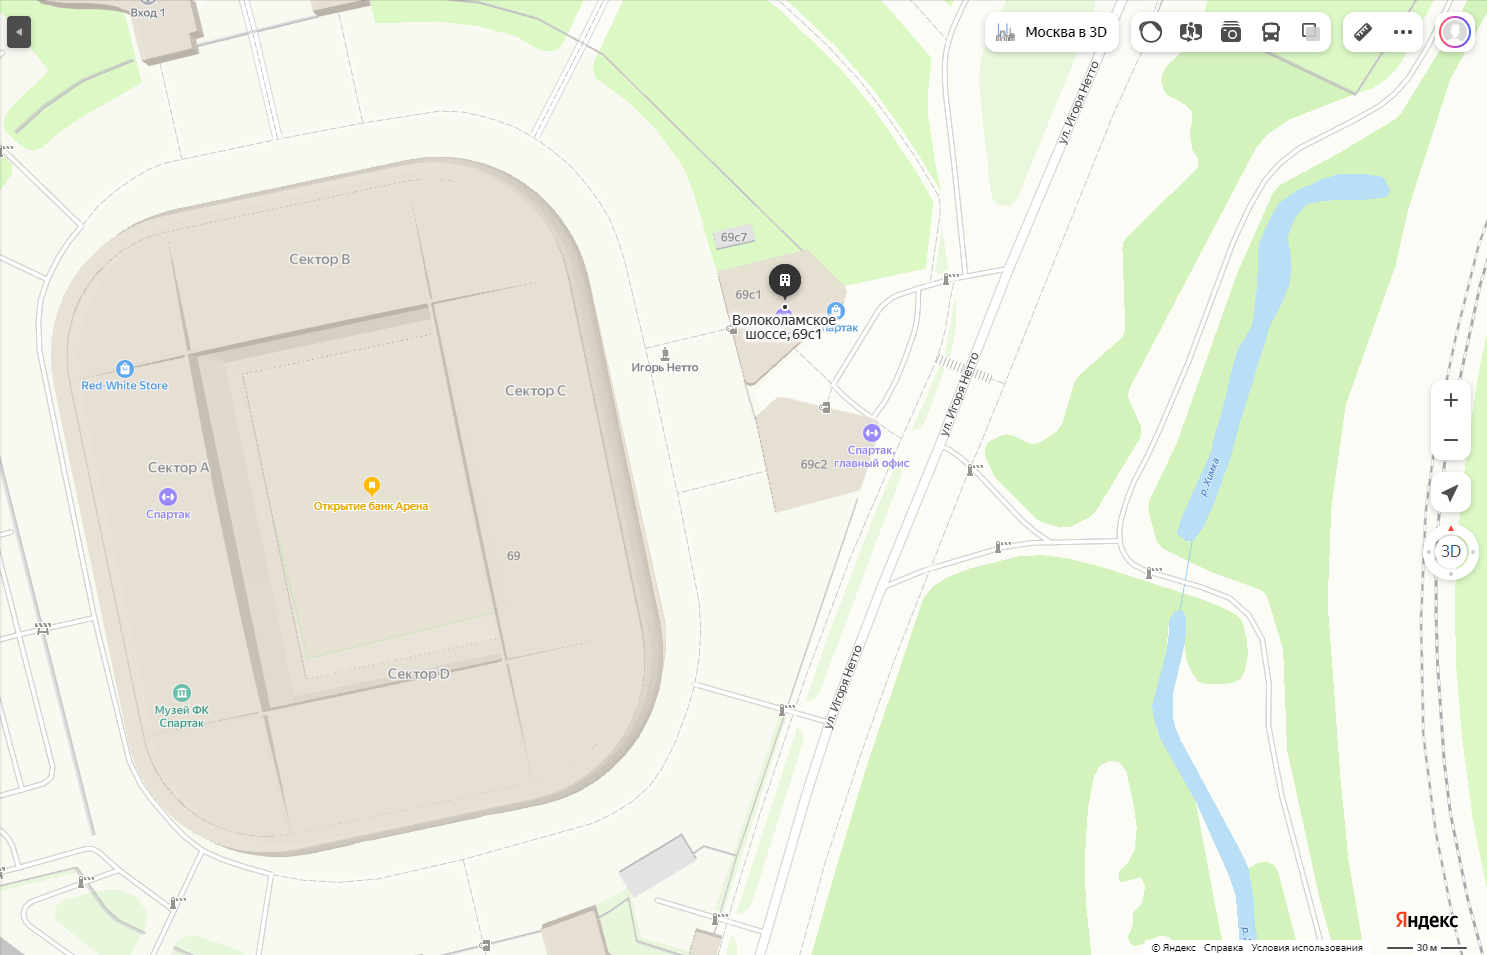 Вход 1
Москва в 3D
ул. Игоря Нетто
69с7
Сектор B
69с1
Волоколамское
шоссе, 69с1
Игорь Нетто
Red-White Store
Сектор C
ул. Игоря Нетто
Сектор A
Спартак,
главный офис
69с2
р. Химка
Открытие банк Арена
Спартак
69
3D
Сектор D
ул. Игоря Нетто
Музей ФК
Спартак
Яндекс
© Яндекс Справка Условия использования
30 м